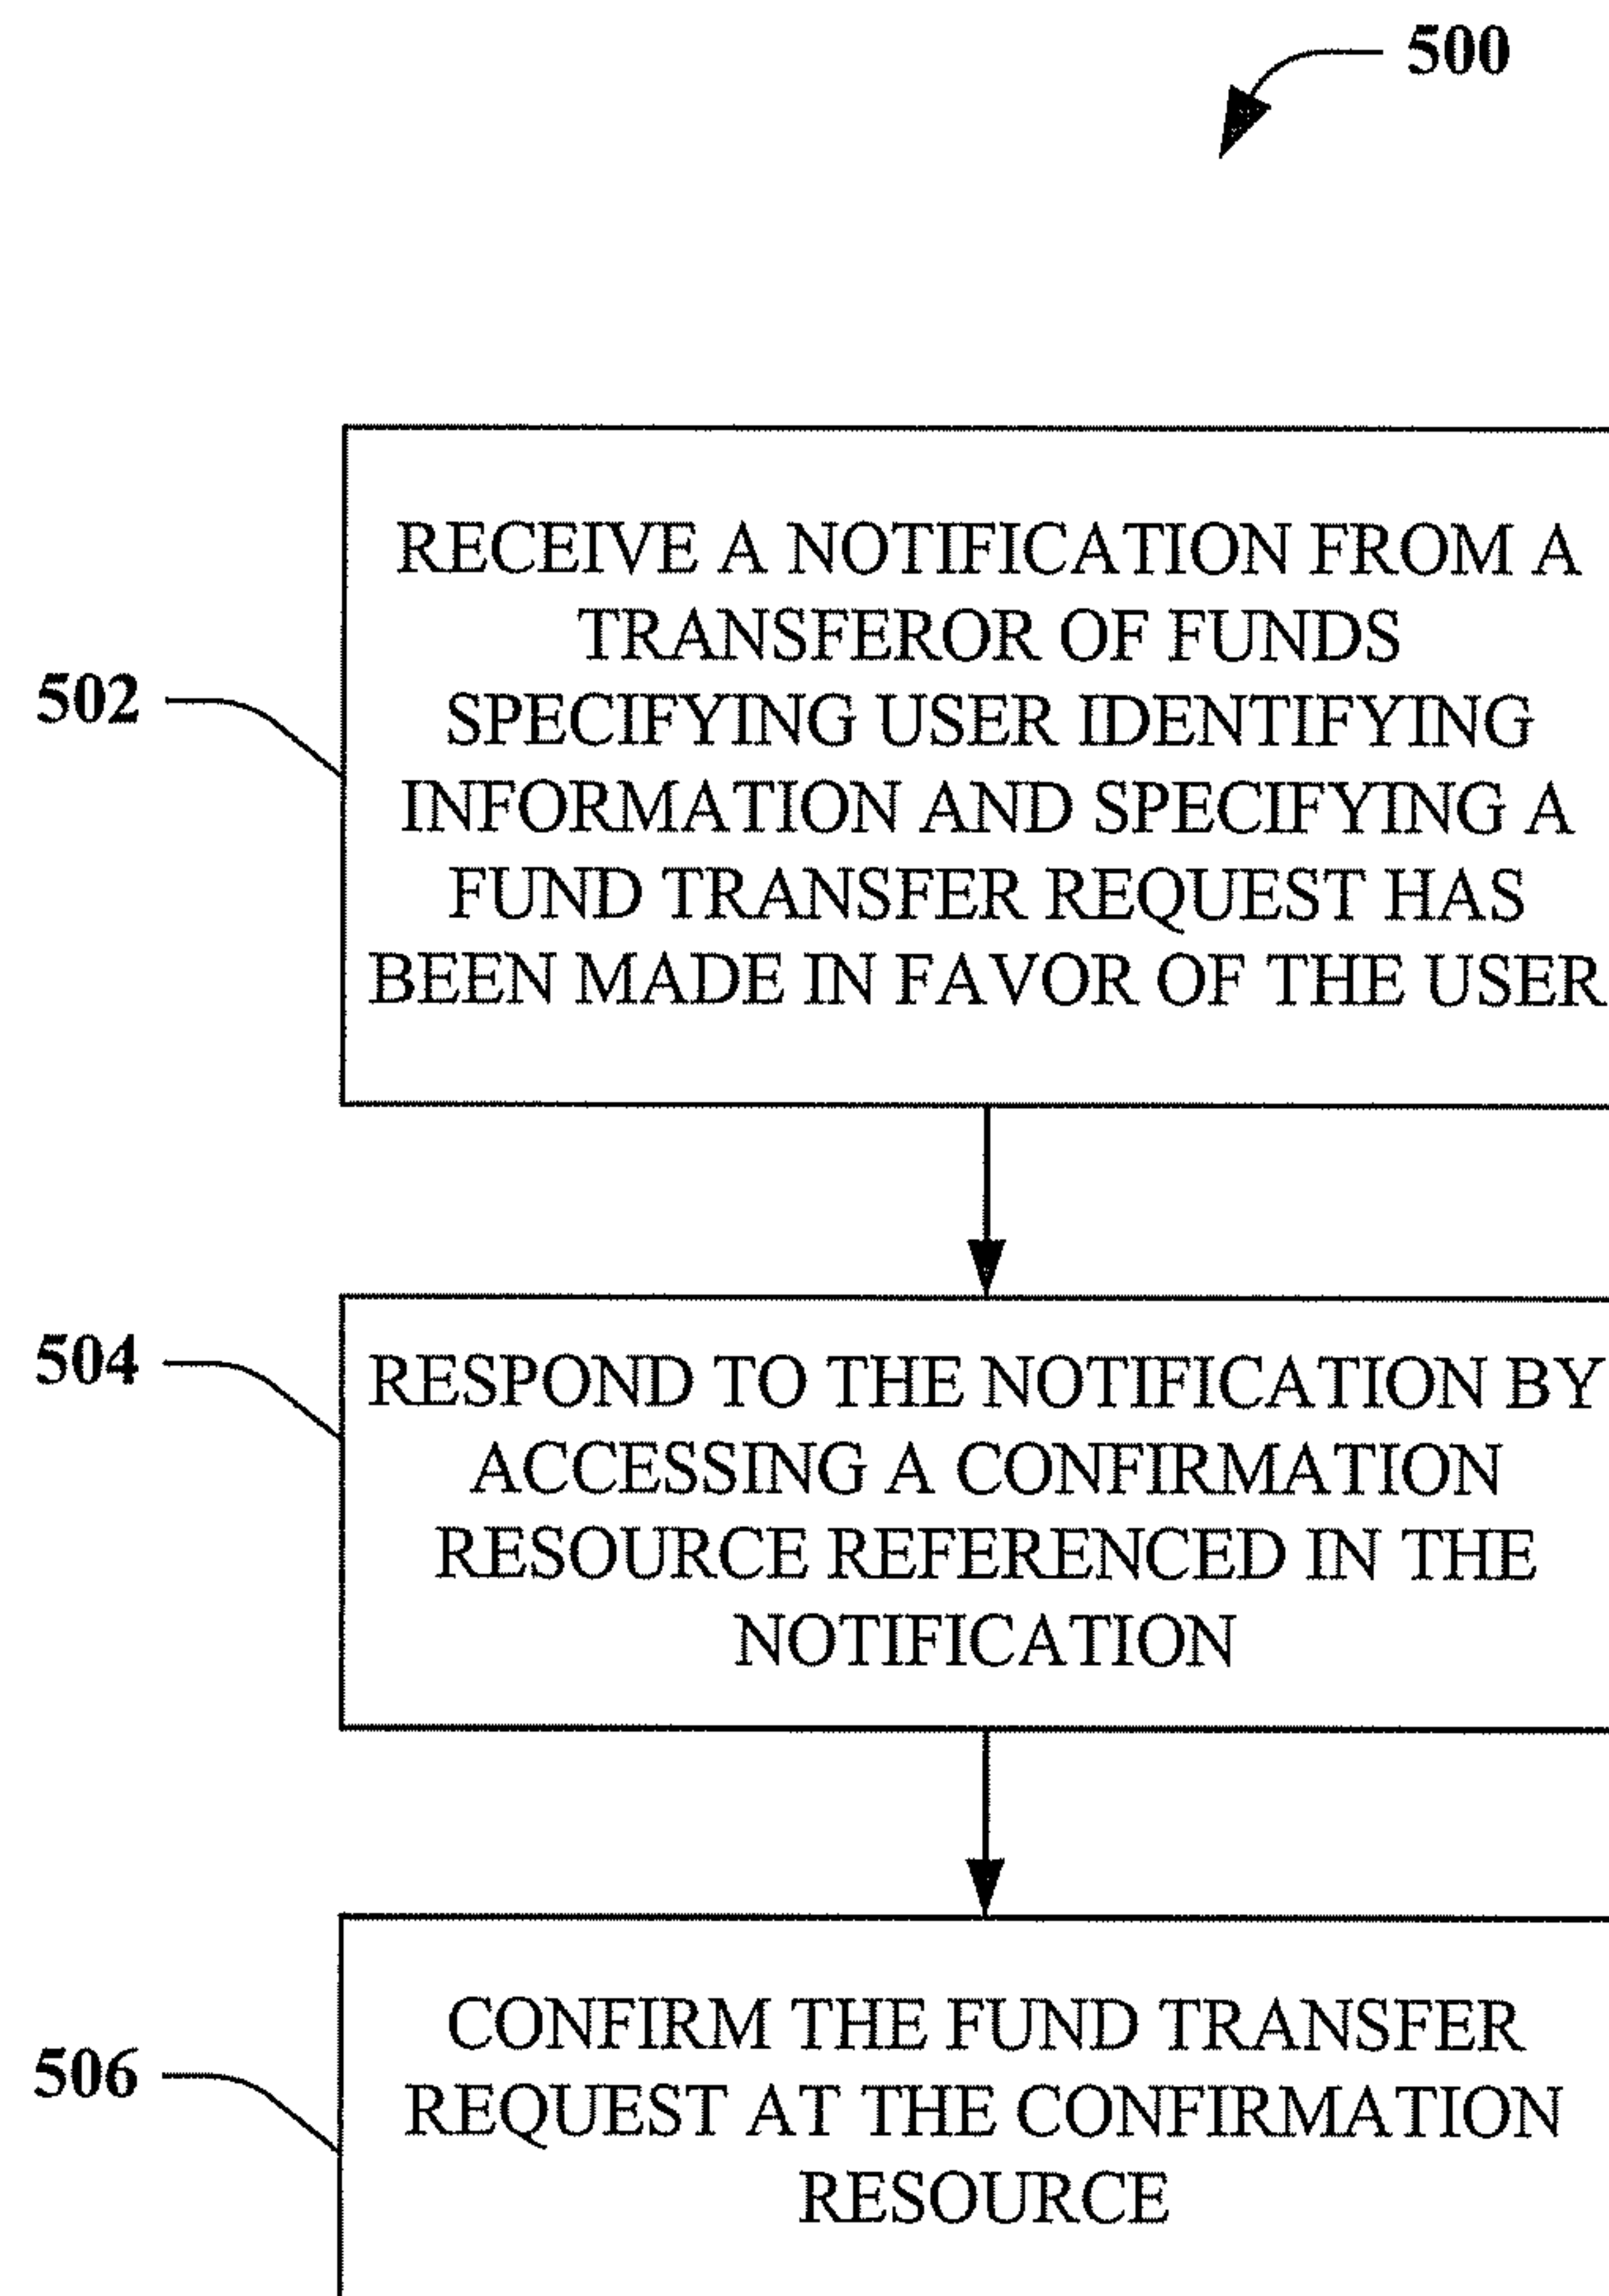 500
RECEIVE A NOTIFICATION FROM A
TRANSFEROR OF FUNDS
502
SPECIFYING USER IDENTIFYING
INFORMATION AND SPECIFYING A
FUND TRANSFER REQUEST HAS
BEEN MADE IN FAVOR OF THE USER
504
RESPOND TO THE NOTIFICATION BY
ACCESSING A CONFIRMATION
RESOURCE REFERENCED IN THE
NOTIFICATION
506
CONFIRM THE FUND TRANSFER
REQUEST AT THE CONFIRMATION
RESOURCE